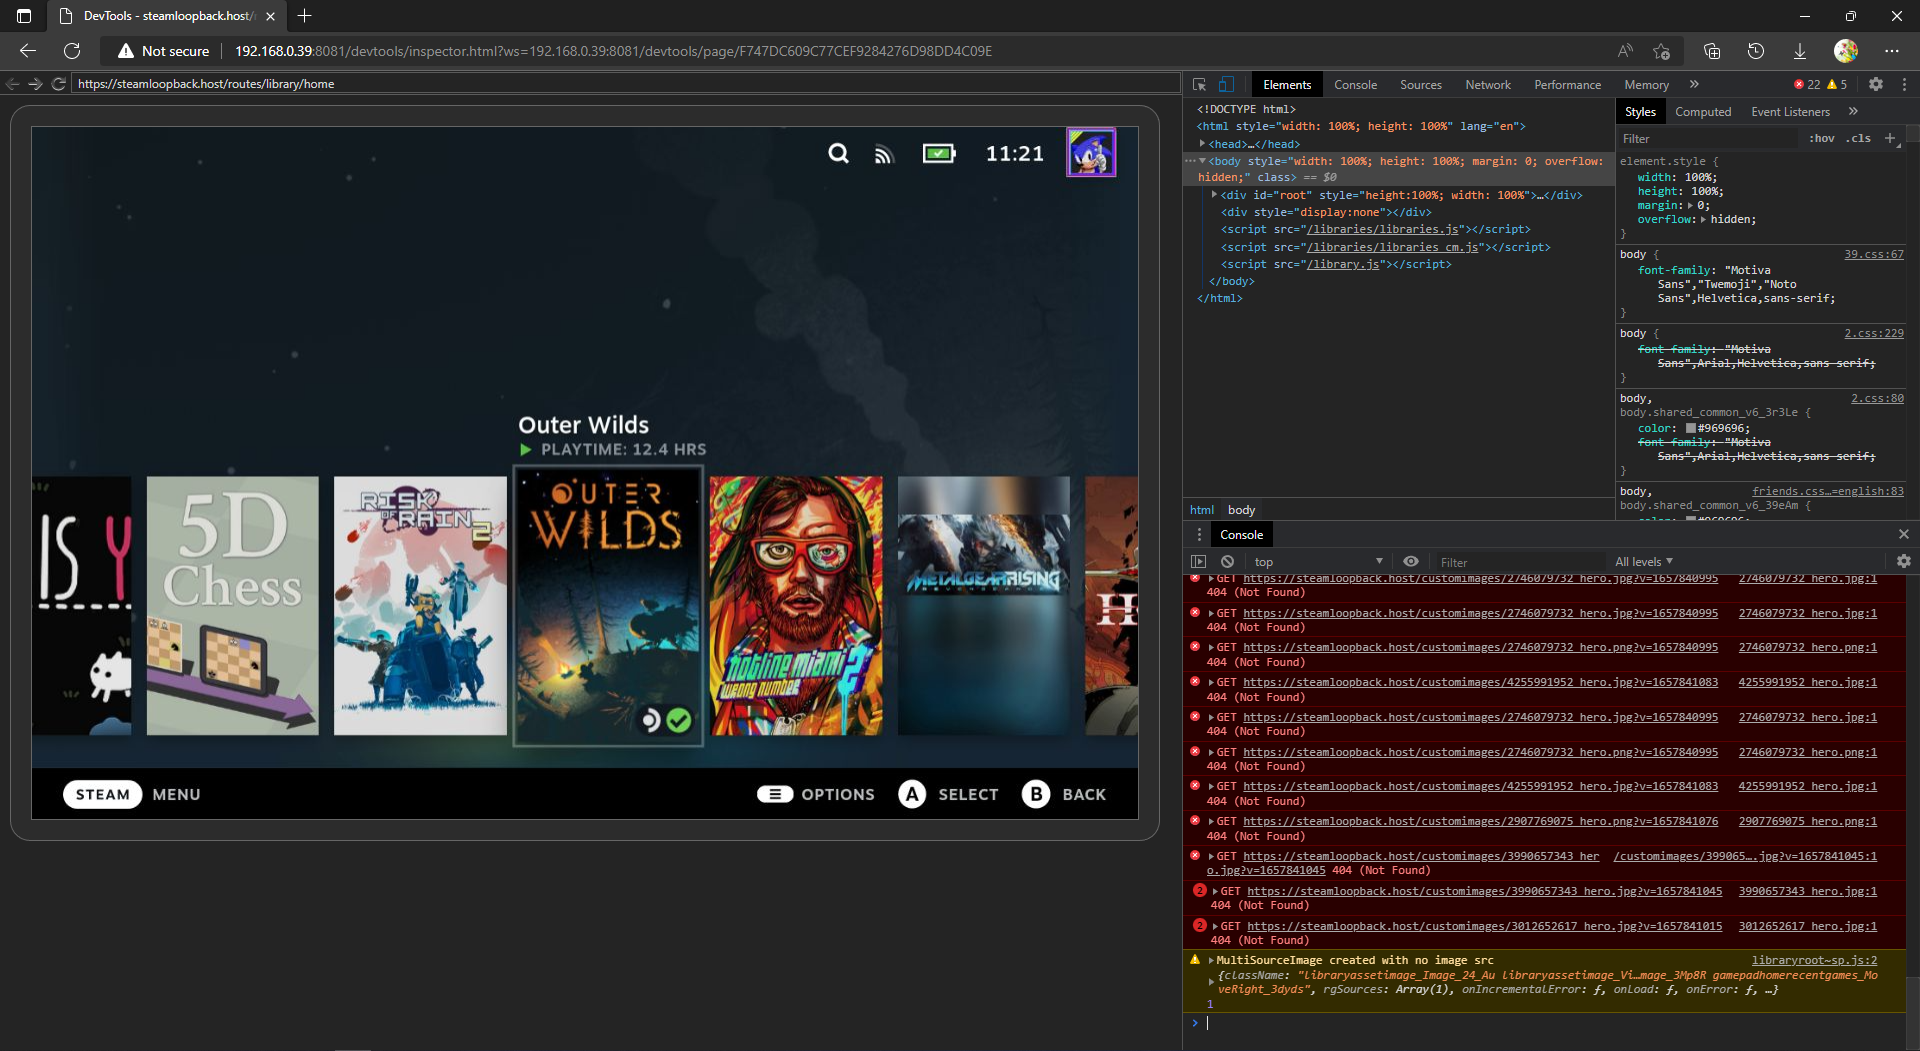 DevTools - steamloopback.host/
Not secure
192.168.0.39:8081/devtools/inspector.html?ws=192.168.0.39:8081/devtools/page/F747DC609C77CEF9284276D98DD4C09E
https://steamloopback.host/routes/library/home
11:21
Outer Wilds
PLAYTIME: 12.4 HRS
IS Y
5D
Chess
RISK
OF RAIN 2
OUTER
WILDS
hotline miami 2
wrong number
METAL GEAR RISING
REVENGEANCE
H
STEAM MENU
OPTIONS
A SELECT
B BACK
Elements Console Sources Network Performance Memory » 22 5
<!DOCTYPE html>
<html style="width: 100%; height: 100%" lang="en">
<head>…</head>
<body style="width: 100%; height: 100%; margin: 0; overflow:
hidden;" class> == $0
<div id="root" style="height:100%; width: 100%">…</div>
<div style="display:none"></div>
<script src="/libraries/libraries.js"></script>
<script src="/libraries/libraries_cm.js"></script>
<script src="/library.js"></script>
</body>
</html>
html body
Styles Computed Event Listeners »
Filter :hov .cls +
element.style {
width: 100%;
height: 100%;
margin: 0;
overflow: hidden;
}
body { 39.css:67
font-family: "Motiva
Sans","Twemoji","Noto
Sans",Helvetica,sans-serif;
}
body { 2.css:229
font-family: "Motiva
Sans",Arial,Helvetica,sans-serif;
}
body, 2.css:80
body.shared_common_v6_3r3Le {
color: #969696;
font-family: "Motiva
Sans",Arial,Helvetica,sans-serif;
}
body, friends.css…=english:83
body.shared_common_v6_39eAm {
color: #969696;
Console
top Filter All levels
GET https://steamloopback.host/customimages/2746079732_hero.jpg?v=1657840995 2746079732_hero.jpg:1
404 (Not Found)
GET https://steamloopback.host/customimages/2746079732_hero.jpg?v=1657840995 2746079732_hero.jpg:1
404 (Not Found)
GET https://steamloopback.host/customimages/2746079732_hero.png?v=1657840995 2746079732_hero.png:1
404 (Not Found)
GET https://steamloopback.host/customimages/4255991952_hero.jpg?v=1657841083 4255991952_hero.jpg:1
404 (Not Found)
GET https://steamloopback.host/customimages/2746079732_hero.jpg?v=1657840995 2746079732_hero.jpg:1
404 (Not Found)
GET https://steamloopback.host/customimages/2746079732_hero.png?v=1657840995 2746079732_hero.png:1
404 (Not Found)
GET https://steamloopback.host/customimages/4255991952_hero.jpg?v=1657841083 4255991952_hero.jpg:1
404 (Not Found)
GET https://steamloopback.host/customimages/2907769075_hero.png?v=1657841076 2907769075_hero.png:1
404 (Not Found)
GET https://steamloopback.host/customimages/3990657343_her /customimages/399065….jpg?v=1657841045:1
o.jpg?v=1657841045 404 (Not Found)
2 GET https://steamloopback.host/customimages/3990657343_hero.jpg?v=1657841045 3990657343_hero.jpg:1
404 (Not Found)
2 GET https://steamloopback.host/customimages/3012652617_hero.jpg?v=1657841015 3012652617_hero.jpg:1
404 (Not Found)
MultiSourceImage created with no image src libraryroot~sp.js:2
{className: "libraryassetimage_Image_24_Au libraryassetimage_Vi…mage_3Mp8R gamepadhomerecentgames_Mo
veRight_3dyds", rgSources: Array(1), onIncrementalError: ƒ, onLoad: ƒ, onError: ƒ, …}
1